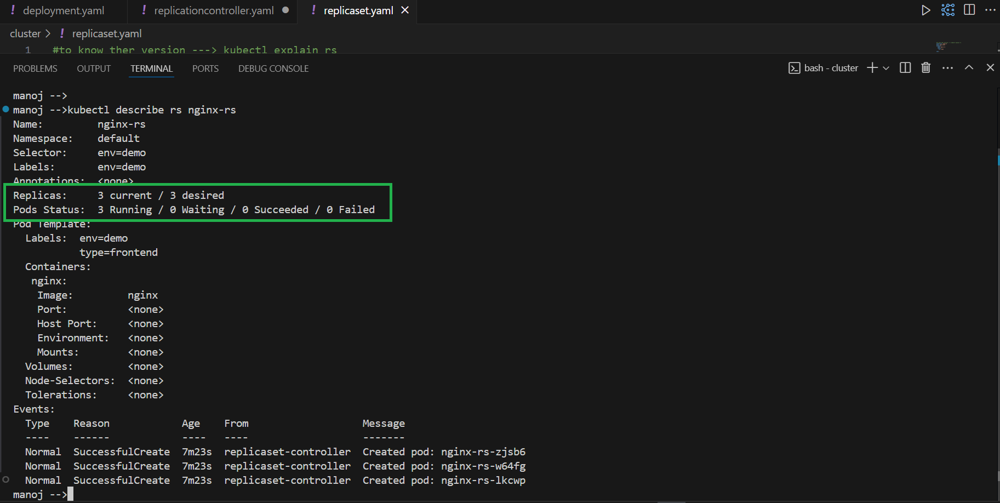 ! deployment.yaml ! replicationcontroller.yaml ● ! replicaset.yaml ×
cluster > ! replicaset.yaml
1 #to know ther version ---> kubectl explain rs
PROBLEMS OUTPUT TERMINAL PORTS DEBUG CONSOLE bash - cluster
manoj -->
manoj -->kubectl describe rs nginx-rs
Name: nginx-rs
Namespace: default
Selector: env=demo
Labels: env=demo
Annotations: <none>
Replicas: 3 current / 3 desired
Pods Status: 3 Running / 0 Waiting / 0 Succeeded / 0 Failed
Pod Template:
Labels: env=demo
type=frontend
Containers:
nginx:
Image: nginx
Port: <none>
Host Port: <none>
Environment: <none>
Mounts: <none>
Volumes: <none>
Node-Selectors: <none>
Tolerations: <none>
Events:
Type Reason Age From Message
---- ------ ---- ---- -------
Normal SuccessfulCreate 7m23s replicaset-controller Created pod: nginx-rs-zjsb6
Normal SuccessfulCreate 7m23s replicaset-controller Created pod: nginx-rs-w64fg
Normal SuccessfulCreate 7m23s replicaset-controller Created pod: nginx-rs-lkcwp
manoj -->